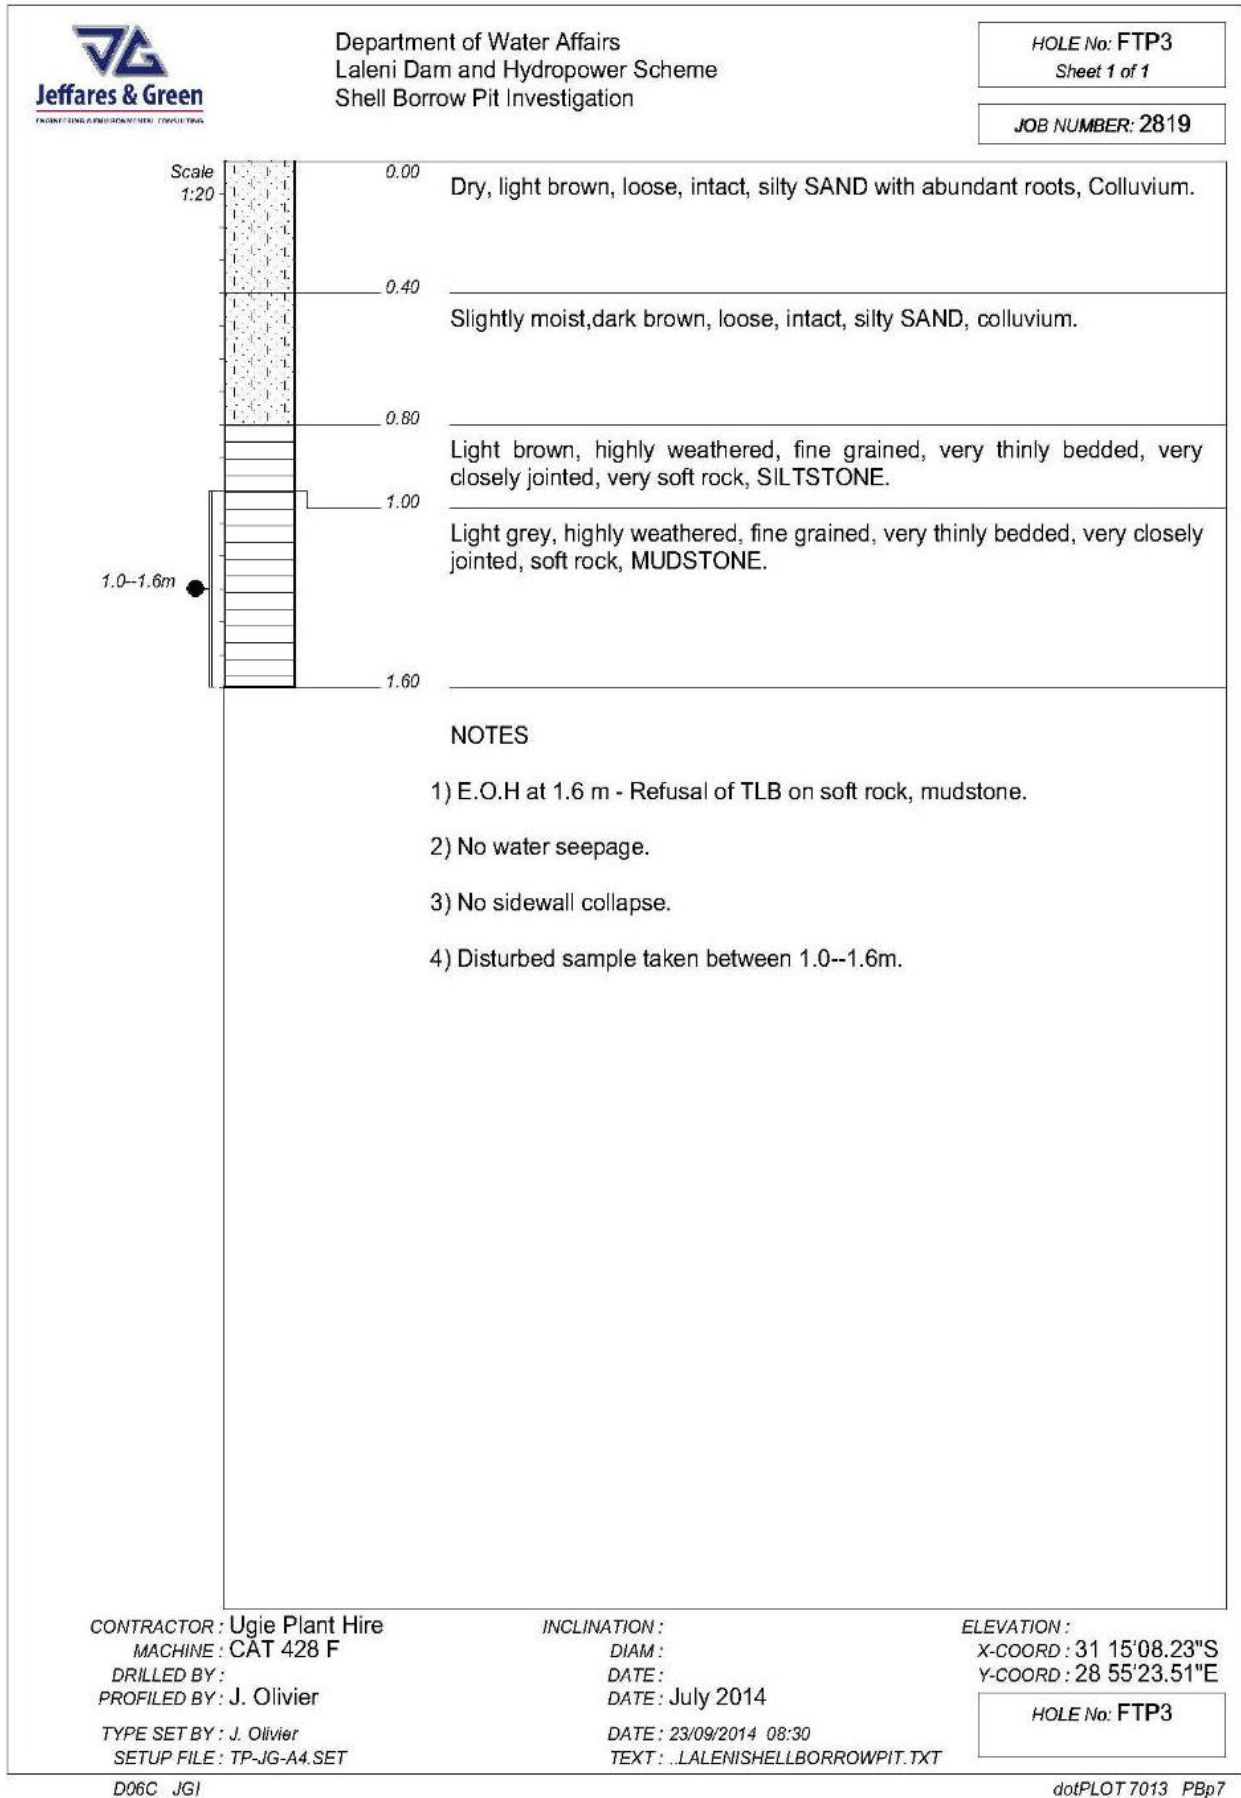 JG
Jeffares & Green
ENGINEERING & ENVIRONMENTAL CONSULTING
Department of Water Affairs
Laleni Dam and Hydropower Scheme
Shell Borrow Pit Investigation
HOLE No: FTP3
Sheet 1 of 1
JOB NUMBER: 2819
Scale
1:20
0.00
Dry, light brown, loose, intact, silty SAND with abundant roots, Colluvium.
0.40
Slightly moist,dark brown, loose, intact, silty SAND, colluvium.
0.80
Light brown, highly weathered, fine grained, very thinly bedded, very
closely jointed, very soft rock, SILTSTONE.
1.00
Light grey, highly weathered, fine grained, very thinly bedded, very closely
jointed, soft rock, MUDSTONE.
1.0--1.6m
1.60
NOTES
1) E.O.H at 1.6 m - Refusal of TLB on soft rock, mudstone.
2) No water seepage.
3) No sidewall collapse.
4) Disturbed sample taken between 1.0--1.6m.
CONTRACTOR : Ugie Plant Hire
MACHINE : CAT 428 F
DRILLED BY :
PROFILED BY : J. Olivier
TYPE SET BY : J. Olivier
SETUP FILE : TP-JG-A4.SET
INCLINATION :
DIAM :
DATE :
DATE : July 2014
DATE : 23/09/2014 08:30
TEXT : ..LALENISHELLBORROWPIT.TXT
ELEVATION :
X-COORD : 31 15'08.23"S
Y-COORD : 28 55'23.51"E
HOLE No: FTP3
D06C JGI
dotPLOT 7013 PBp7